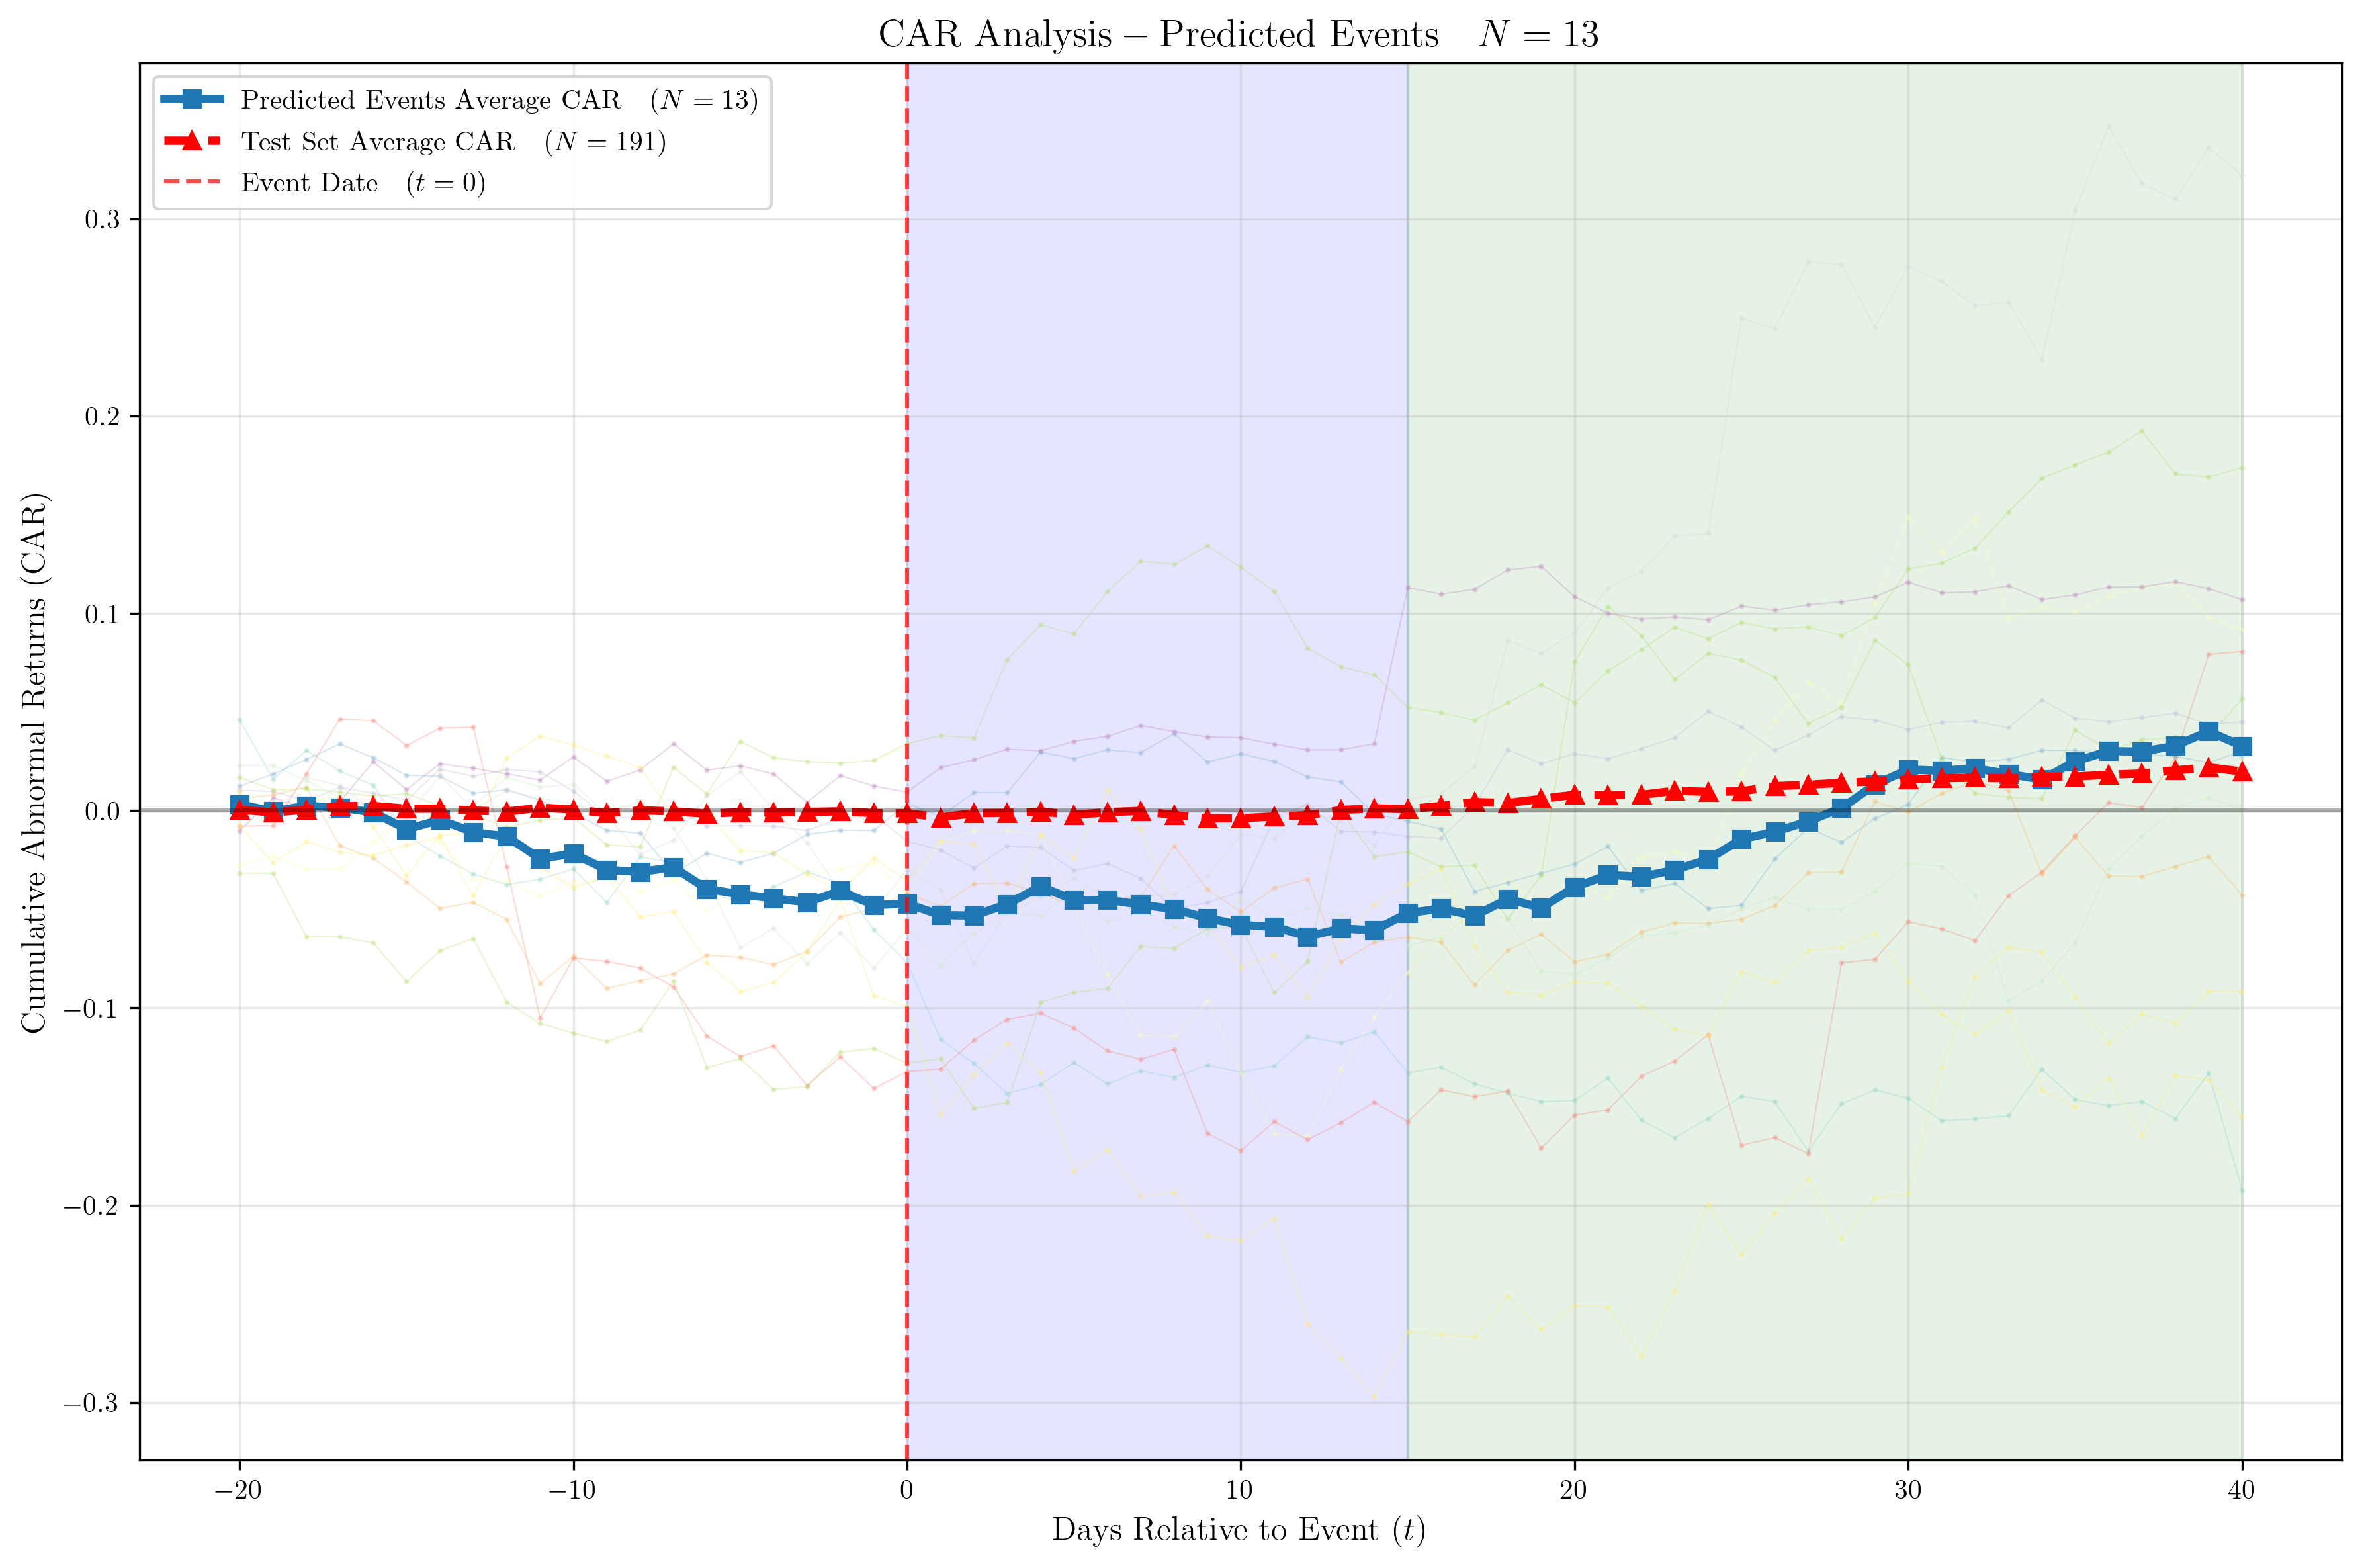 CAR Analysis – Predicted Events N = 13
Predicted Events Average CAR (N = 13)
Test Set Average CAR (N = 191)
Event Date (t = 0)
0.3
0.2
0.1
0.0
−0.1
−0.2
−0.3
Cumulative Abnormal Returns (CAR)
−20
−10
0
10
20
30
40
Days Relative to Event (t)